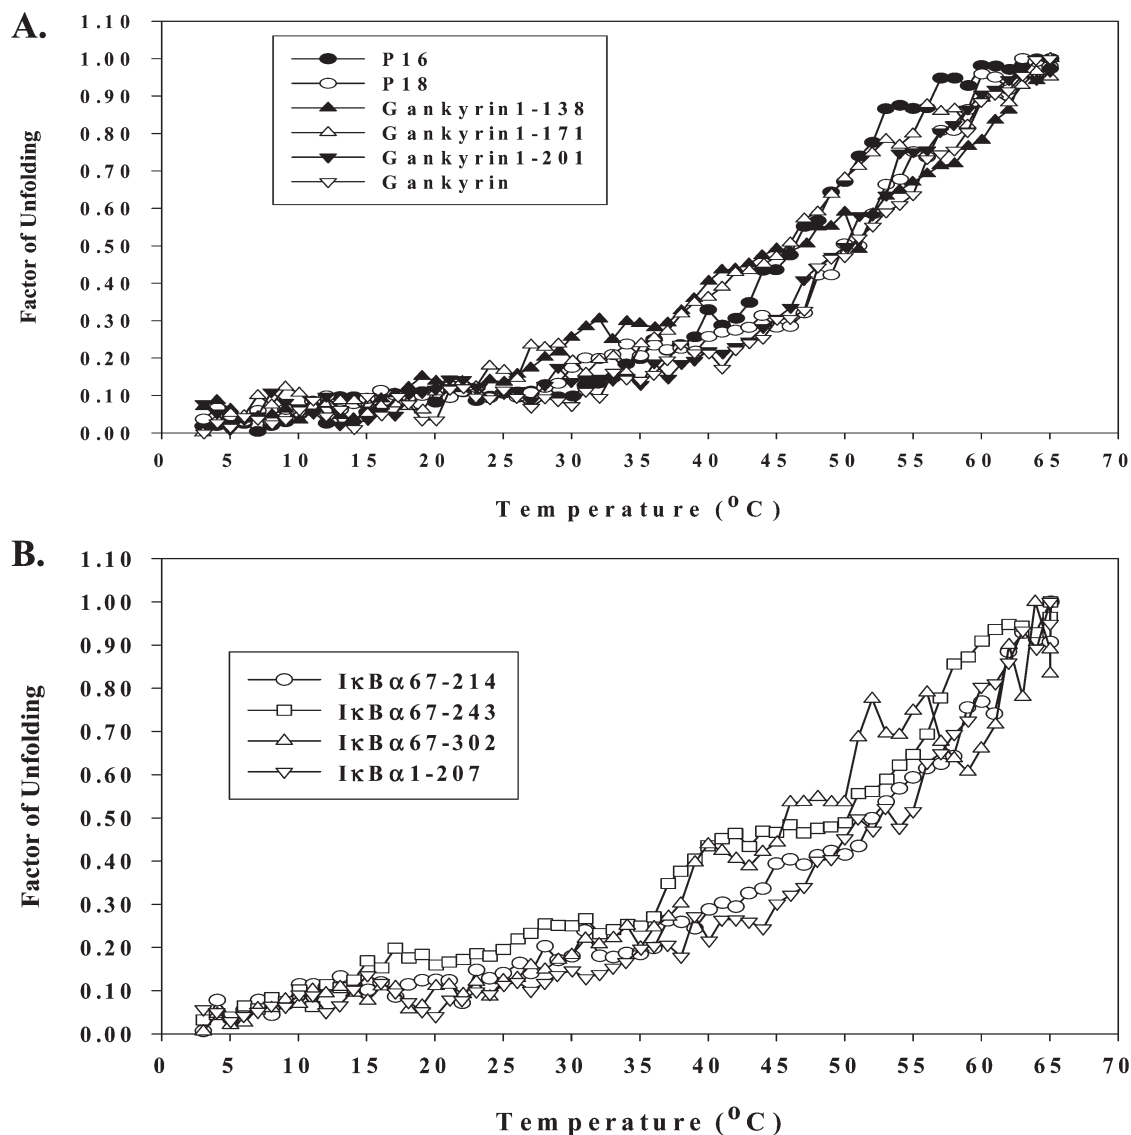 A.
1.10
1.00
0.90
0.80
0.70
0.60
0.50
0.40
0.30
0.20
0.10
0.00
Factor of Unfolding
P16
P18
Gankyrin1-138
Gankyrin1-171
Gankyrin1-201
Gankyrin
0 5 10 15 20 25 30 35 40 45 50 55 60 65 70
Temperature (°C)
B.
1.10
1.00
0.90
0.80
0.70
0.60
0.50
0.40
0.30
0.20
0.10
0.00
Factor of Unfolding
IκBα67-214
IκBα67-243
IκBα67-302
IκBα1-207
0 5 10 15 20 25 30 35 40 45 50 55 60 65 70
Temperature (°C)